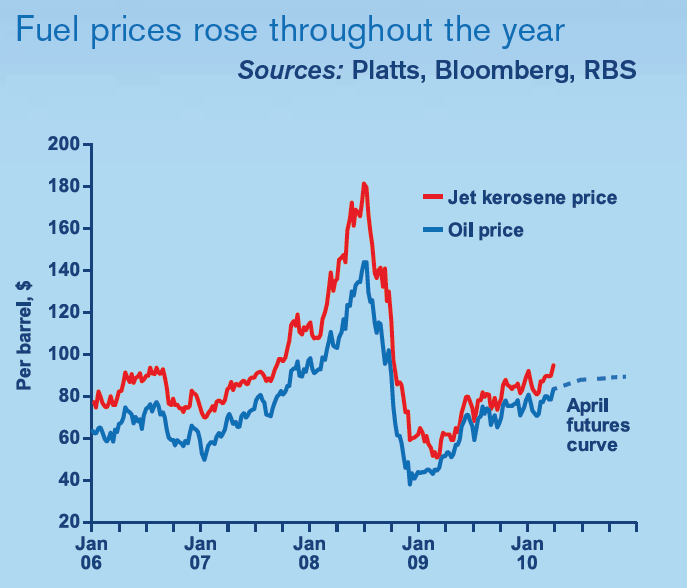 Fuel prices rose throughout the year
Sources: Platts, Bloomberg, RBS
200
180
160
140
120
100
80
60
40
20
Per barrel, $
Jet kerosene price
Oil price
April
futures
curve
Jan Jan Jan Jan Jan
06 07 08 09 10